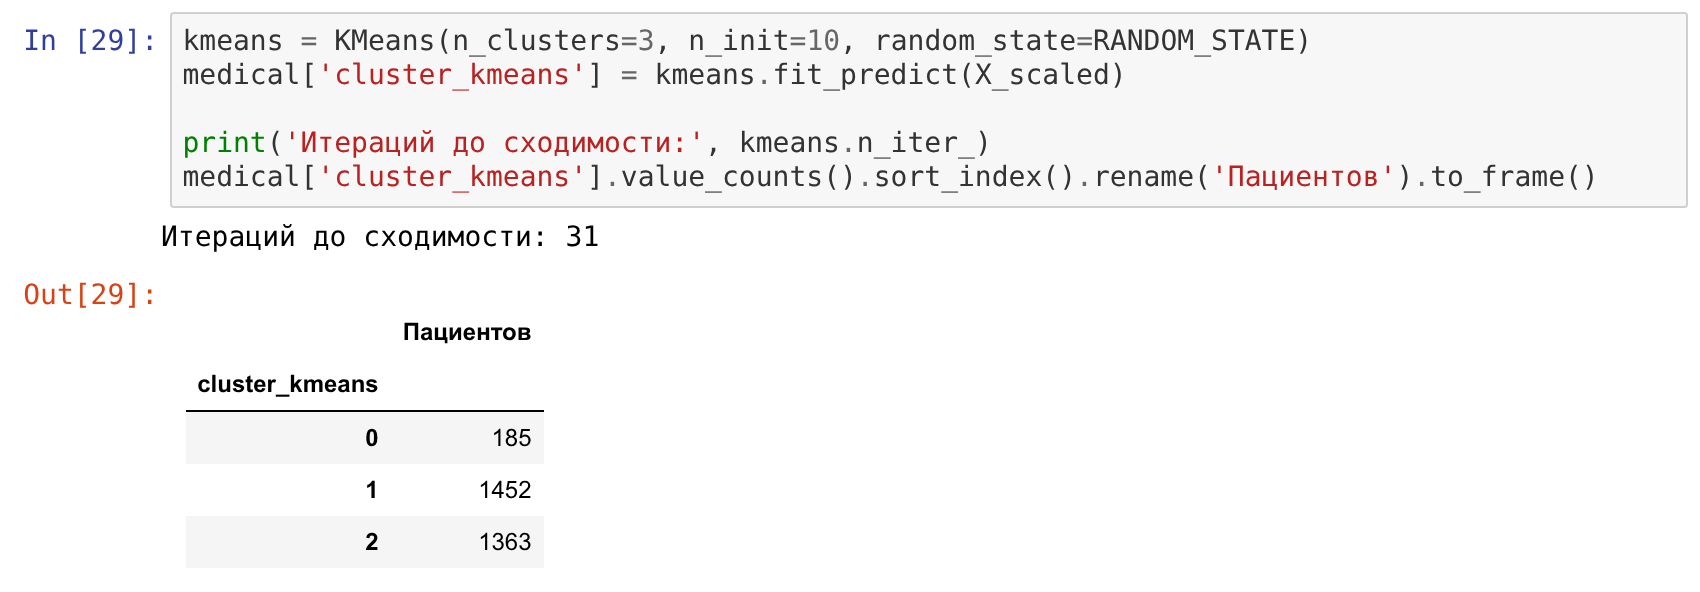 In [29]: kmeans = KMeans(n_clusters=3, n_init=10, random_state=RANDOM_STATE)
medical['cluster_kmeans'] = kmeans.fit_predict(X_scaled)
print('Итераций до сходимости:', kmeans.n_iter_)
medical['cluster_kmeans'].value_counts().sort_index().rename('Пациентов').to_frame()
Итераций до сходимости: 31
Out[29]:
Пациентов
cluster_kmeans
0 185
1 1452
2 1363